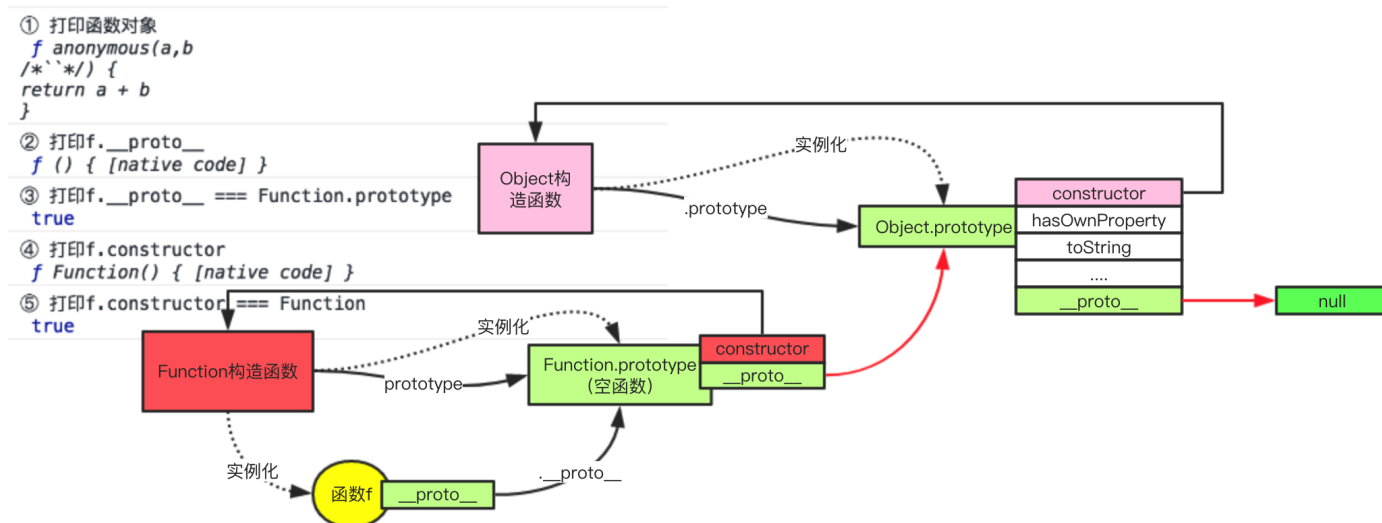 ① 打印函数对象
ƒ anonymous(a,b
/*``*/) {
return a + b
}
② 打印f.__proto__
ƒ () { [native code] }
③ 打印f.__proto__ === Function.prototype
true
④ 打印f.constructor
ƒ Function() { [native code] }
⑤ 打印f.constructor === Function
true
Object构
造函数
实例化
.prototype
Object.prototype
constructor
hasOwnProperty
toString
....
__proto__
null
Function构造函数
实例化
prototype
Function.prototype
（空函数）
constructor
__proto__
实例化
函数f
__proto__
.__proto__